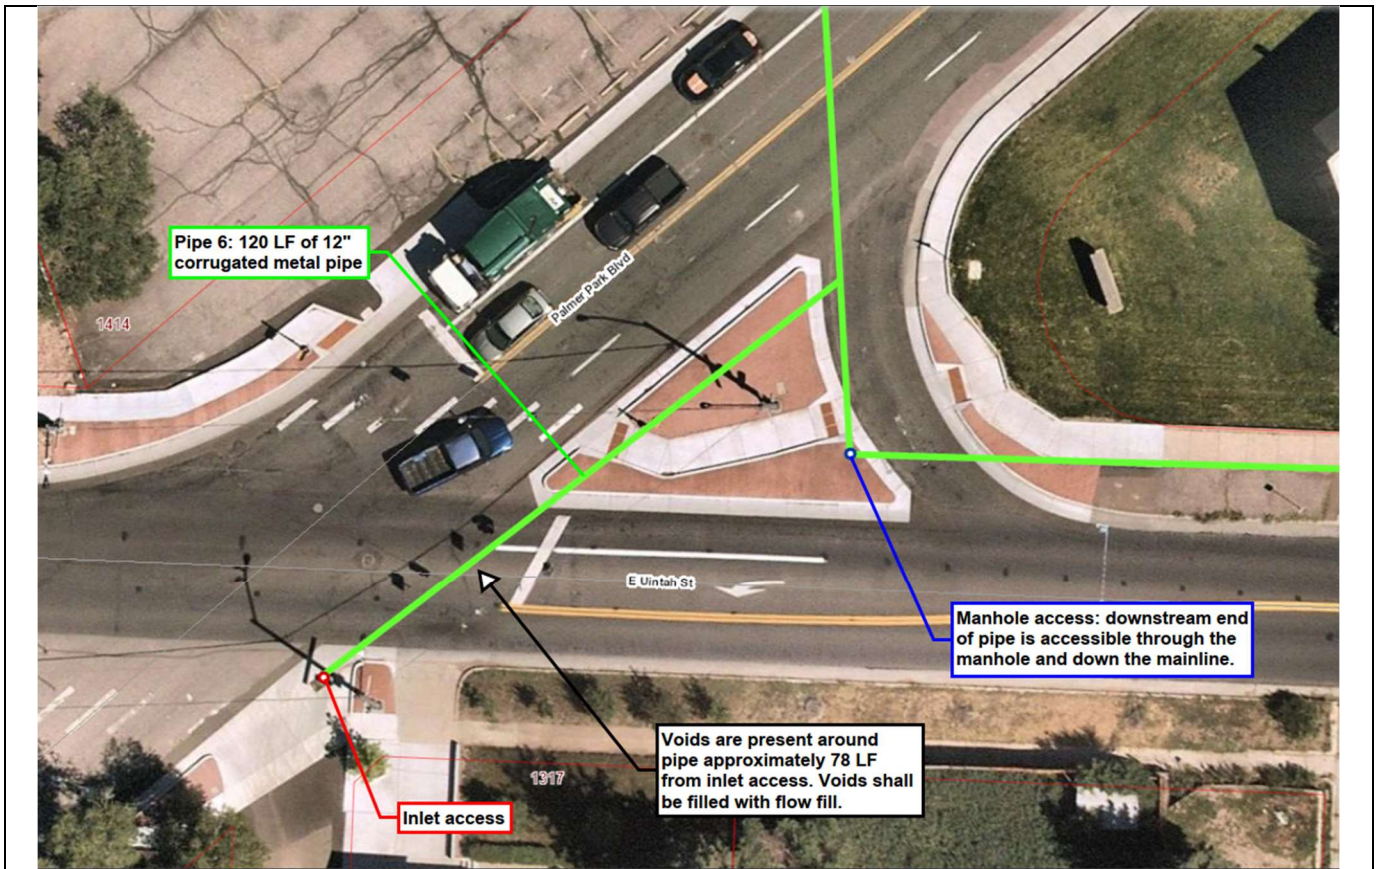 Pipe 6: 120 LF of 12"
corrugated metal pipe
Palmer Park Blvd
1414
E Uintah St
Manhole access: downstream end
of pipe is accessible through the
manhole and down the mainline.
Voids are present around
pipe approximately 78 LF
from inlet access. Voids shall
be filled with flow fill.
1317
Inlet access